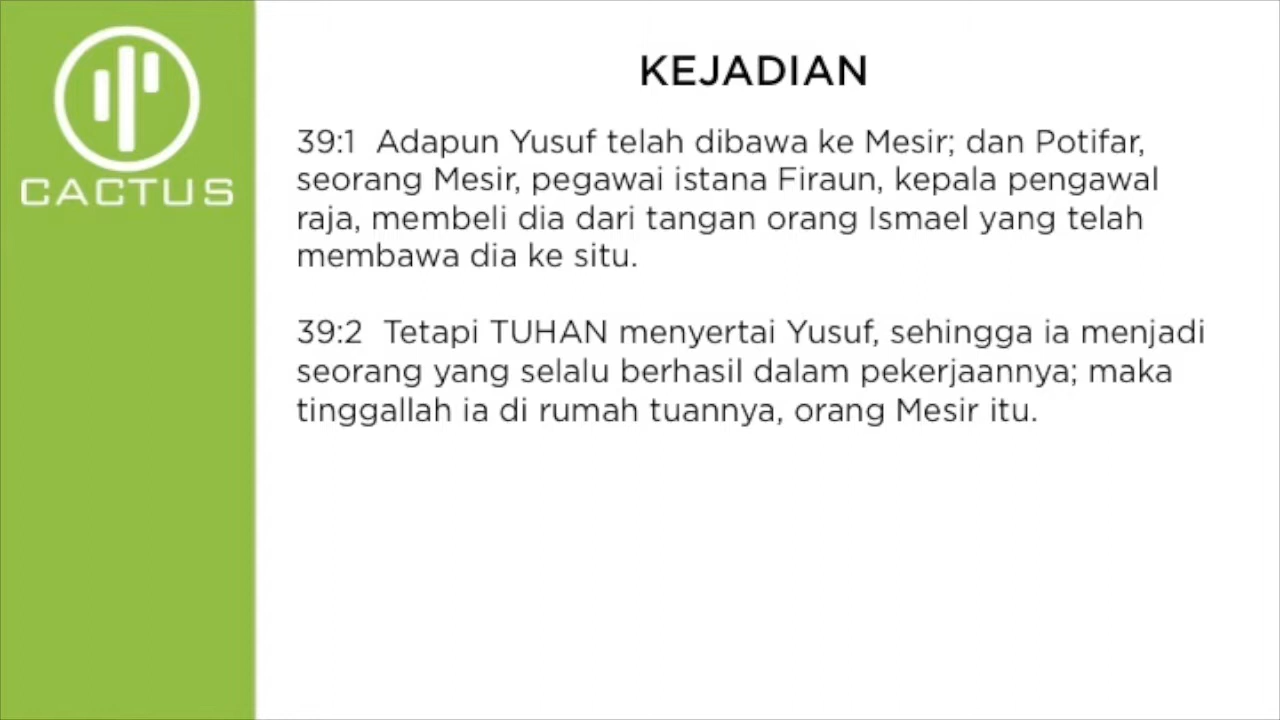 CACTUS
KEJADIAN
39:1 Adapun Yusuf telah dibawa ke Mesir; dan Potifar,
seorang Mesir, pegawai istana Firaun, kepala pengawal
raja, membeli dia dari tangan orang Ismael yang telah
membawa dia ke situ.
39:2 Tetapi TUHAN menyertai Yusuf, sehingga ia menjadi
seorang yang selalu berhasil dalam pekerjaannya; maka
tinggallah ia di rumah tuannya, orang Mesir itu.